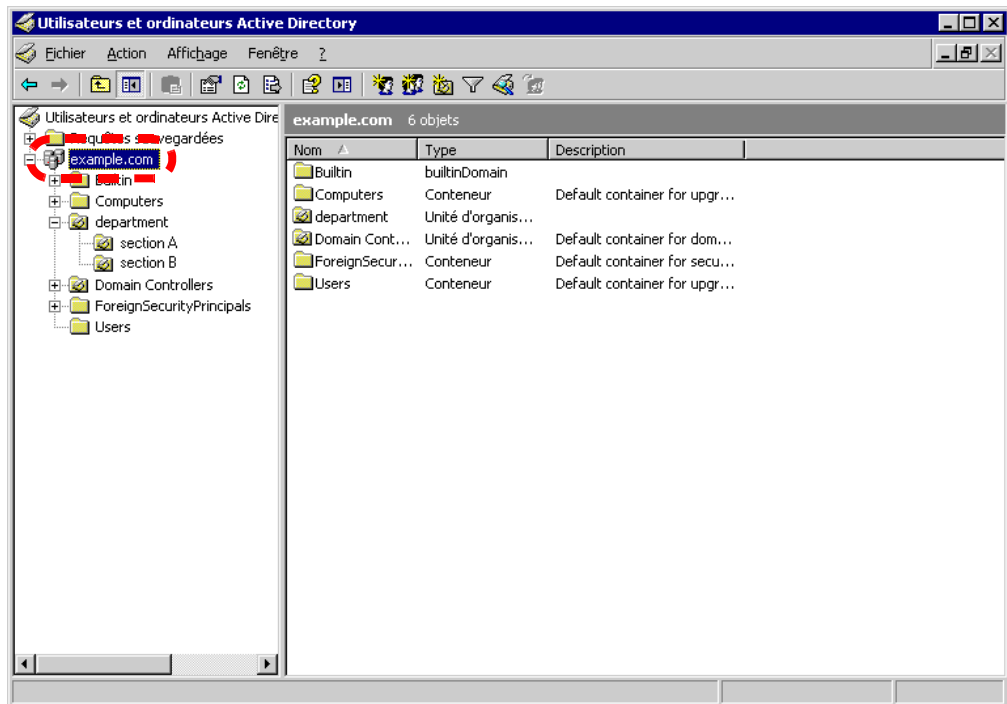 Utilisateurs et ordinateurs Active Directory
Fichier Action Affichage Fenêtre ?
Utilisateurs et ordinateurs Active Dire
Requêtes sauvegardées
example.com
Builtin
Computers
department
section A
section B
Domain Controllers
ForeignSecurityPrincipals
Users
example.com 6 objets
Nom Type Description
Builtin builtinDomain
Computers Conteneur Default container for upgr...
department Unité d'organis...
Domain Cont... Unité d'organis... Default container for dom...
ForeignSecur... Conteneur Default container for secu...
Users Conteneur Default container for upgr...